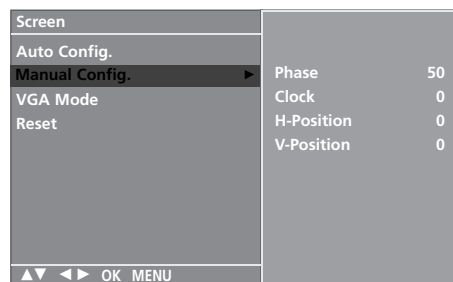 Screen
Auto Config.
Manual Config. ▶
VGA Mode
Reset
Phase 50
Clock 0
H-Position 0
V-Position 0
▲▼ ◀▶ OK MENU